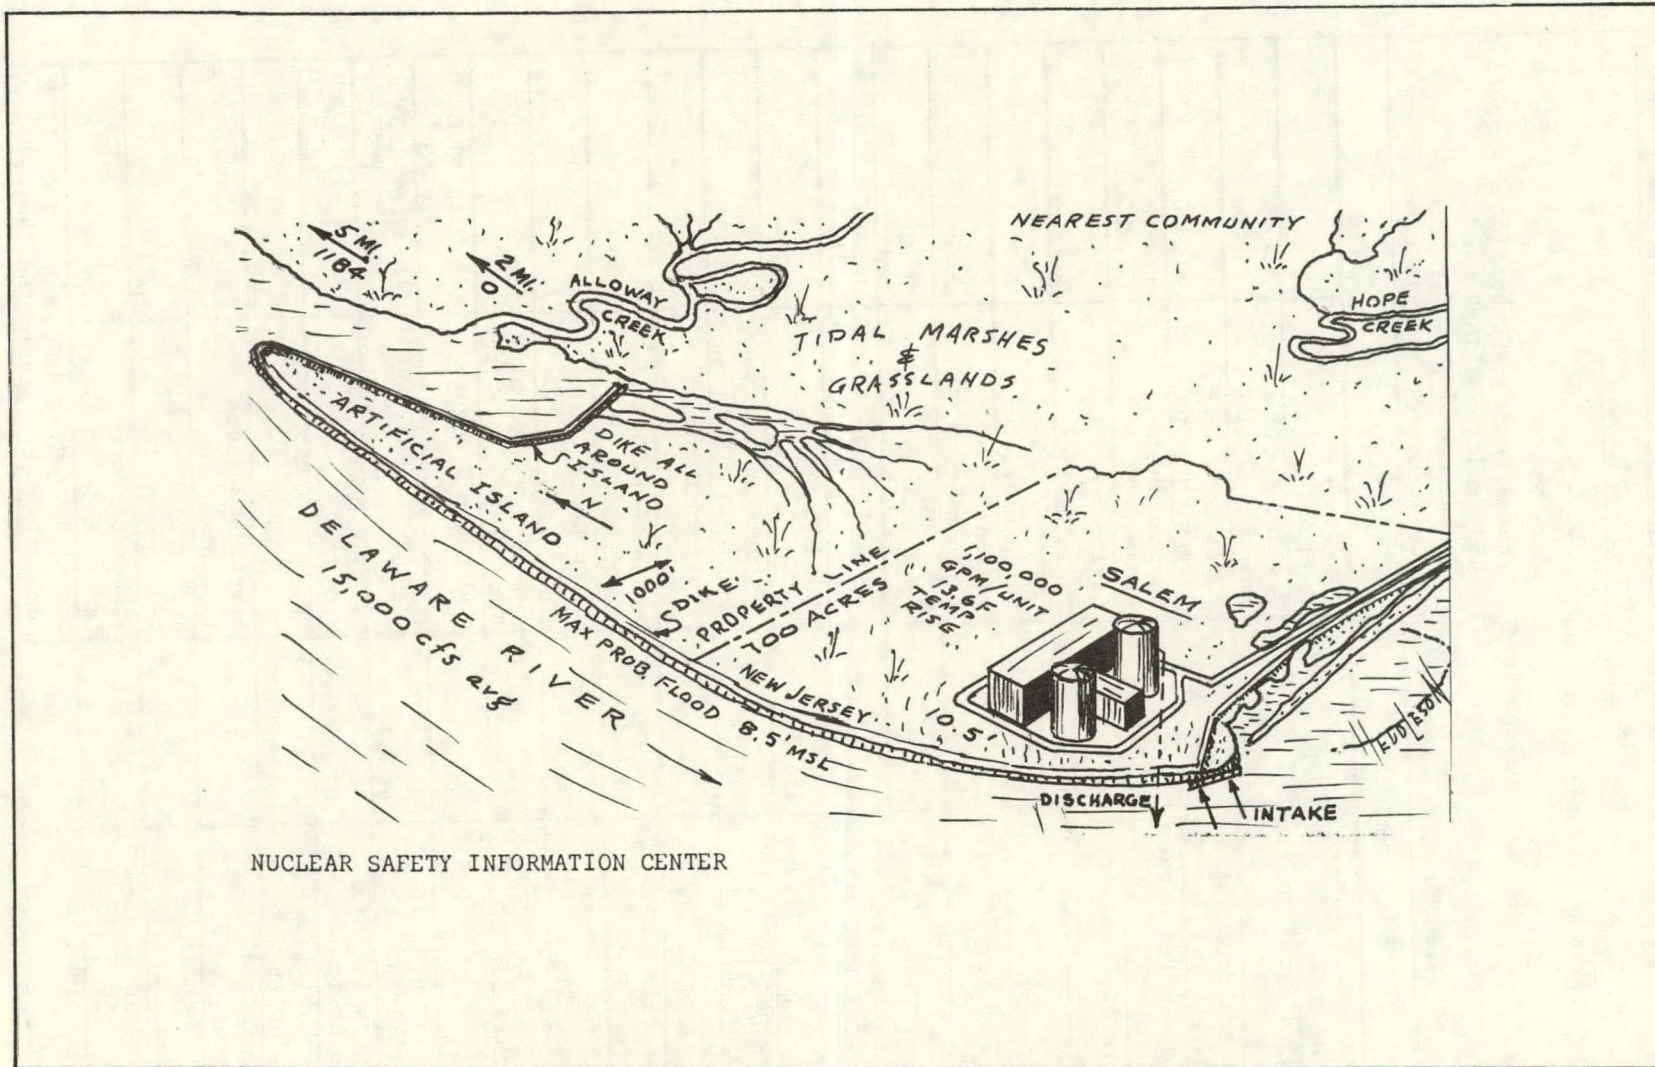 NEAREST COMMUNITY
5 MI.
1184
2 MI.
0
ALLOWAY
CREEK
HOPE
CREEK
TIDAL MARSHES
&
GRASSLANDS
ARTIFICIAL ISLAND
DIKE ALL
AROUND
ISLAND
N
DELAWARE RIVER
15,000 cfs avg
1000'
DIKE
PROPERTY LINE
700 ACRES
1,100,000
GPM/UNIT
13.6F
TEMP
RISE
SALEM
MAX PROB. FLOOD 8.5' MSL
NEW JERSEY
10.5'
HEDDLESON
DISCHARGE
INTAKE
NUCLEAR SAFETY INFORMATION CENTER